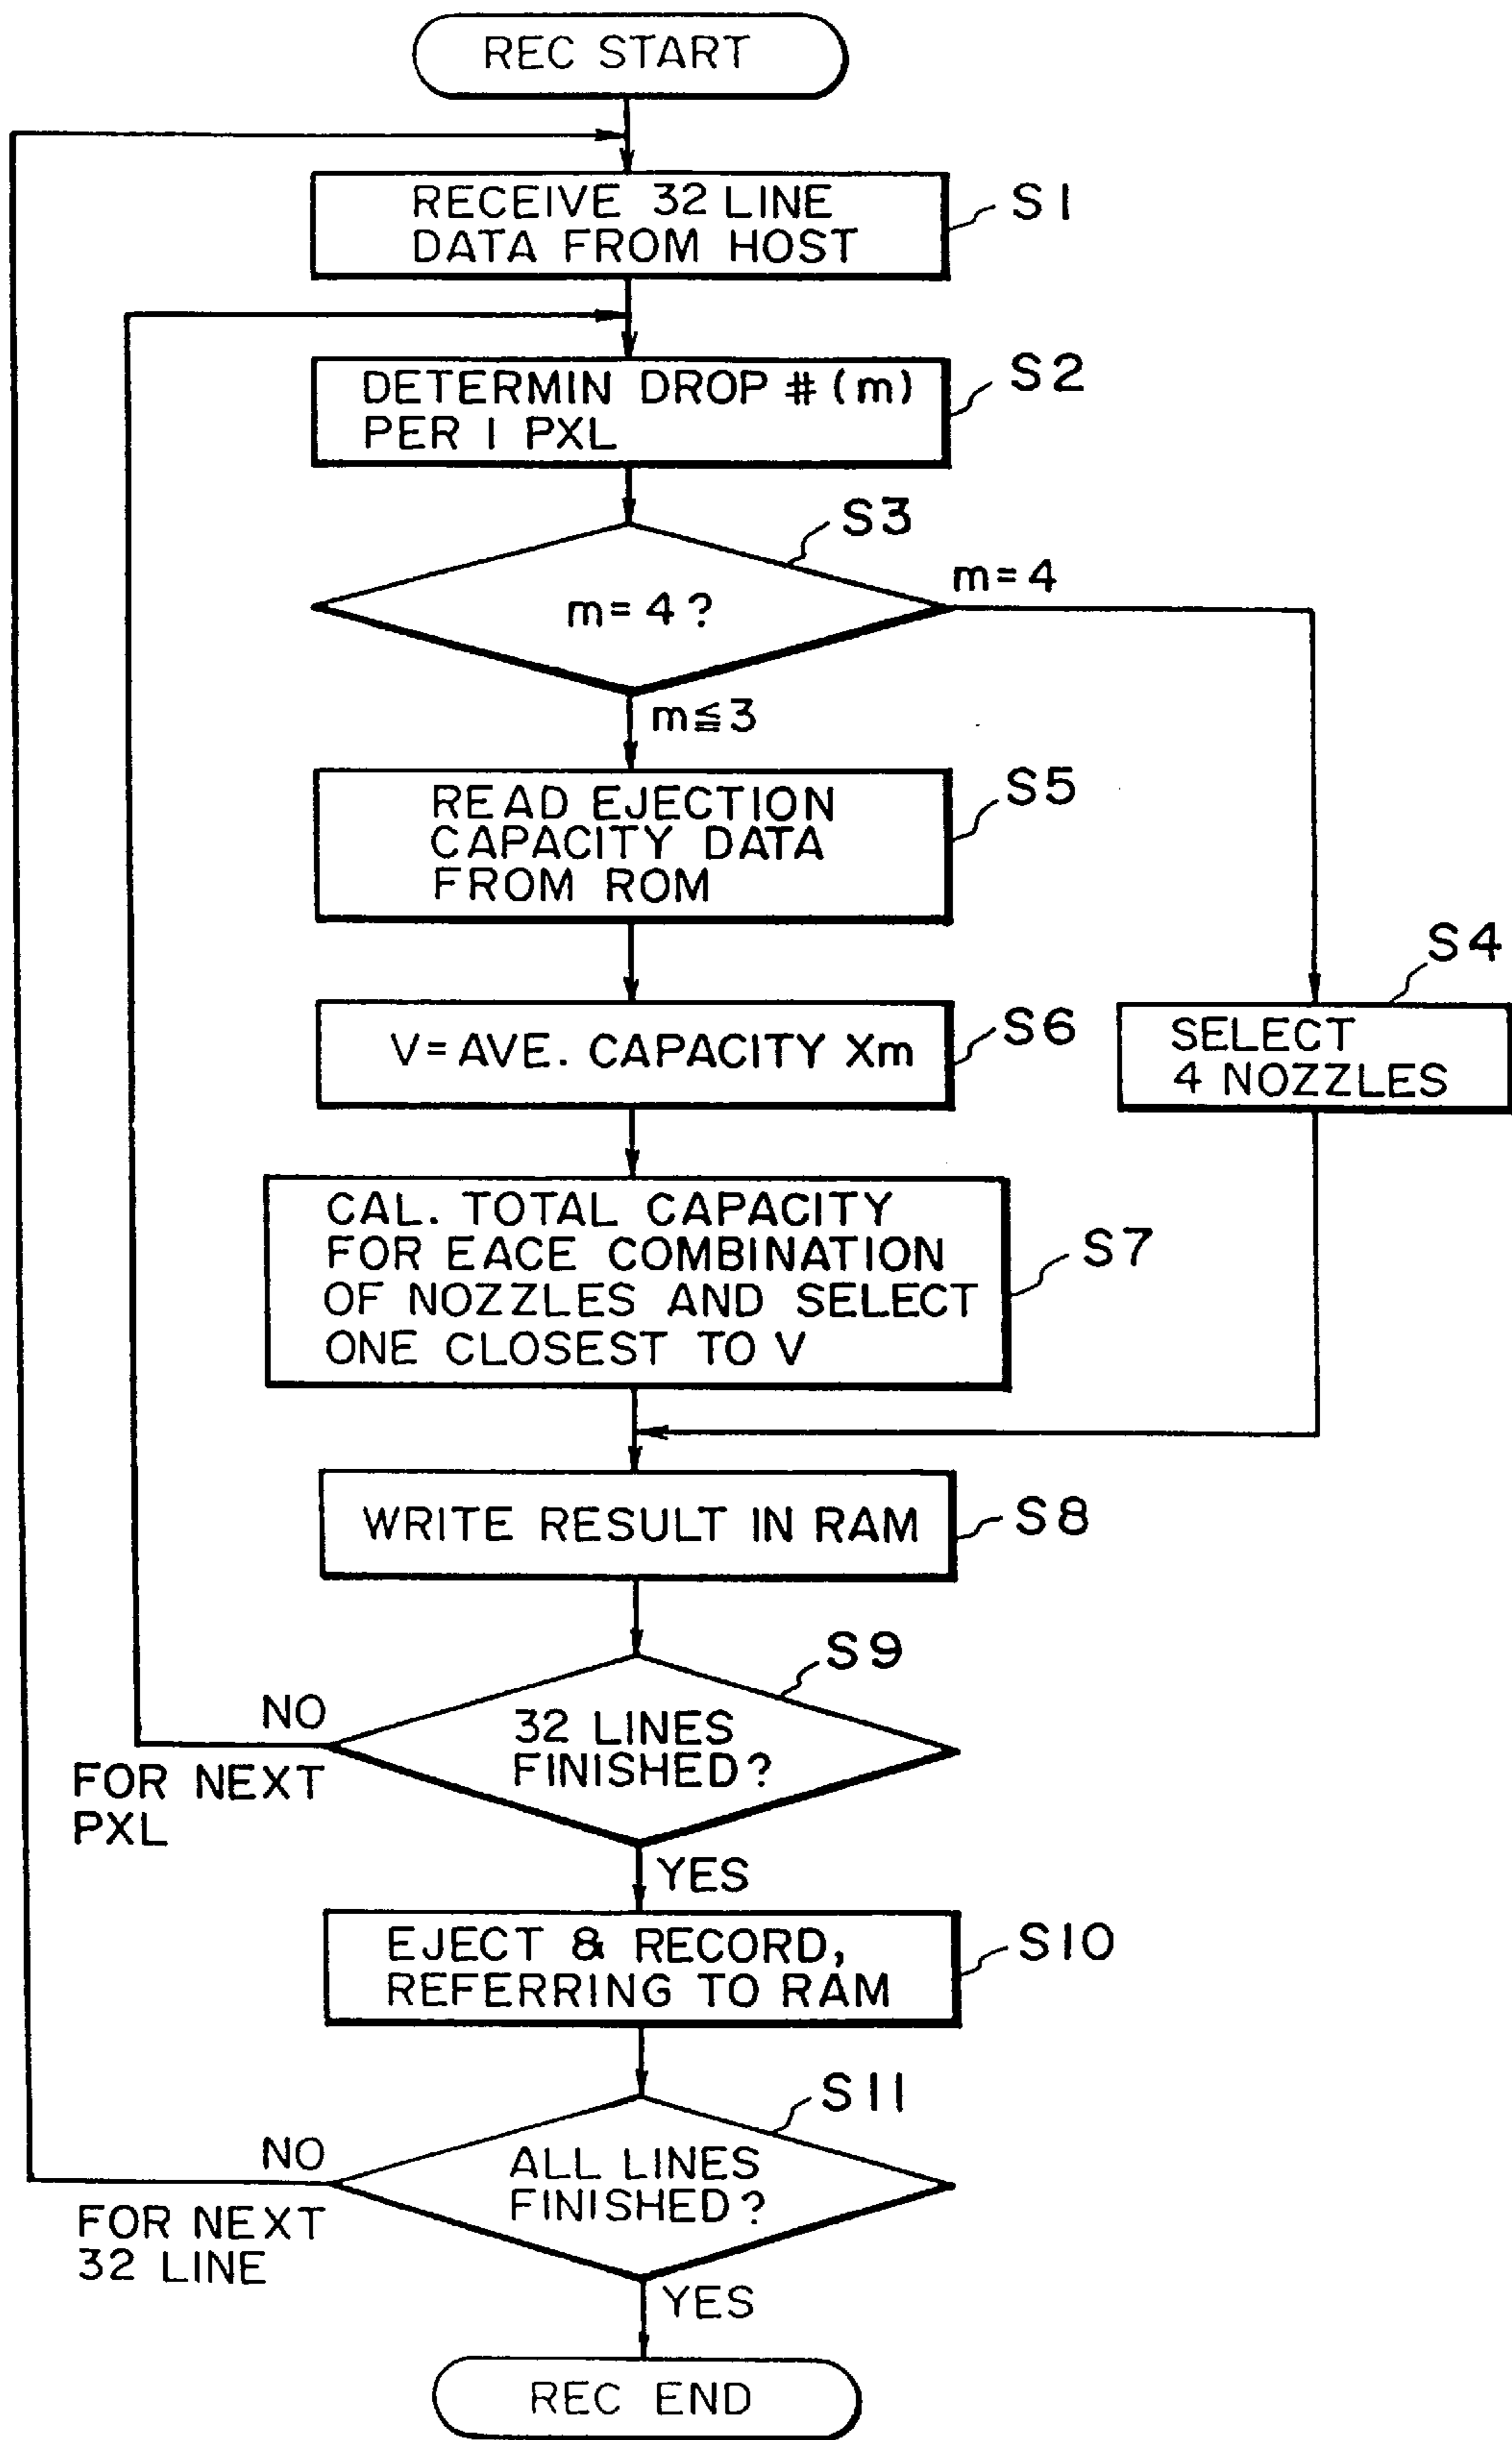 REC START
RECEIVE 32 LINE
DATA FROM HOST
S1
DETERMIN DROP # (m)
PER 1 PXL
S2
S3
m=4?
m=4
m≦3
READ EJECTION
CAPACITY DATA
FROM ROM
S5
S4
SELECT
4 NOZZLES
V=AVE. CAPACITY Xm
S6
CAL. TOTAL CAPACITY
FOR EACE COMBINATION
OF NOZZLES AND SELECT
ONE CLOSEST TO V
S7
WRITE RESULT IN RAM
S8
S9
32 LINES
FINISHED?
NO
FOR NEXT
PXL
YES
EJECT & RECORD,
REFERRING TO RAM
S10
S11
ALL LINES
FINISHED?
NO
FOR NEXT
32 LINE
YES
REC END